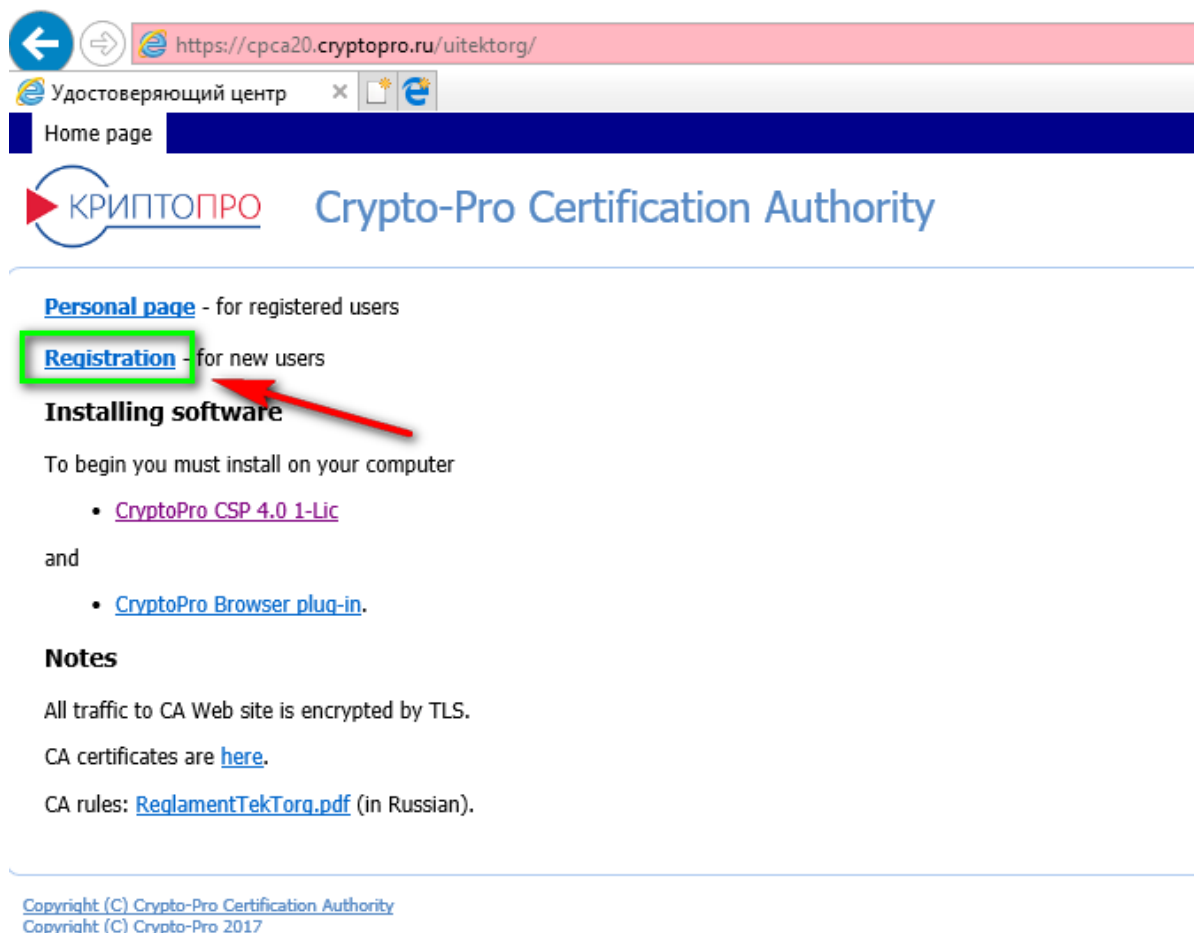 https://cpca20.cryptopro.ru/uitektorg/
Удостоверяющий центр
Home page
КРИПТОПРО
Crypto-Pro Certification Authority
Personal page - for registered users
Registration - for new users
Installing software
To begin you must install on your computer
• CryptoPro CSP 4.0 1-Lic
and
• CryptoPro Browser plug-in.
Notes
All traffic to CA Web site is encrypted by TLS.
CA certificates are here.
CA rules: ReglamentTekTorg.pdf (in Russian).
Copyright (C) Crypto-Pro Certification Authority
Copyright (C) Crypto-Pro 2017